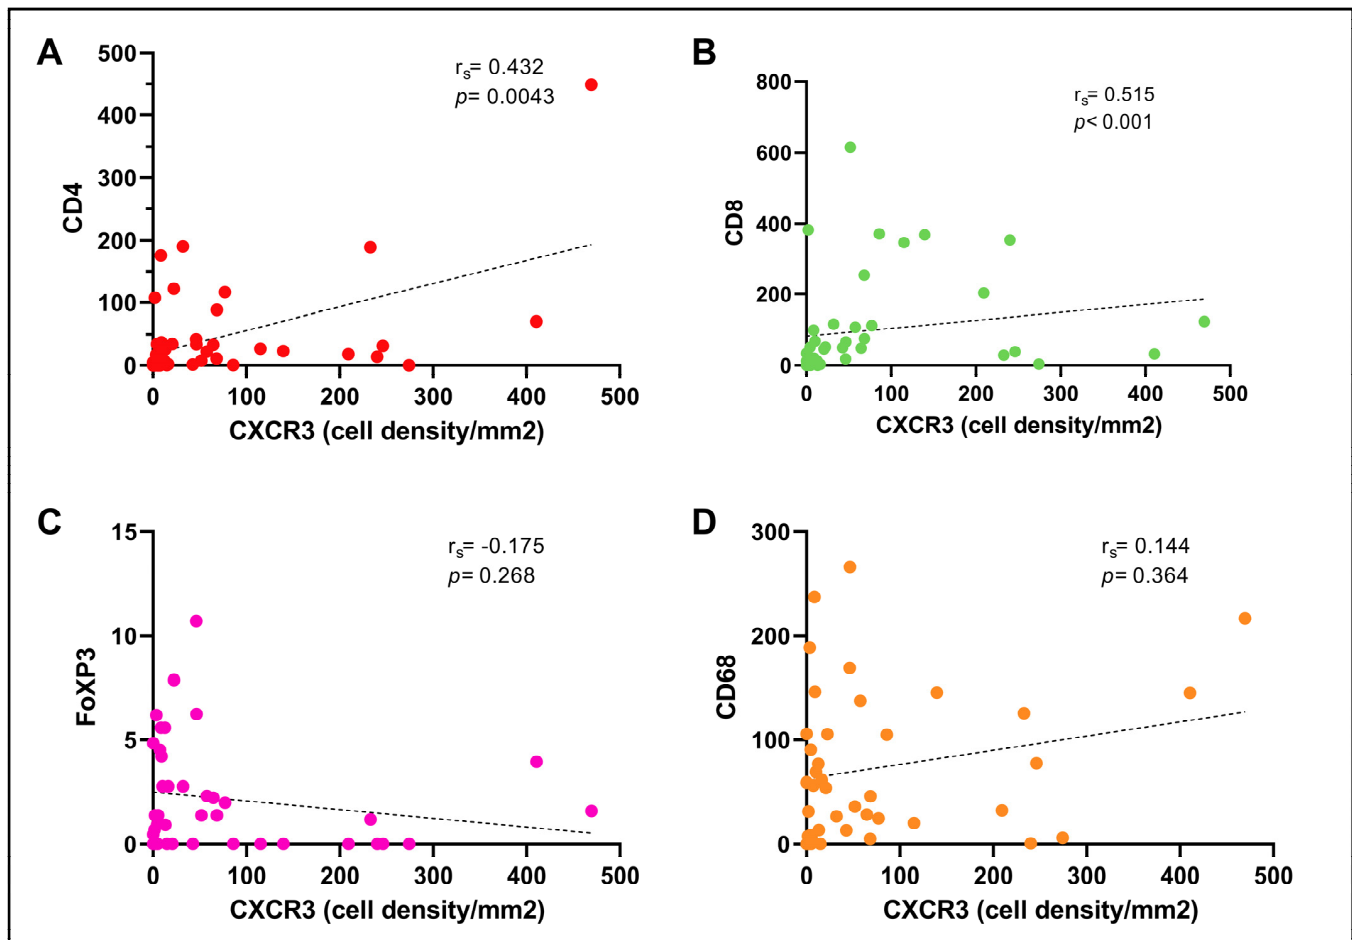 A
r_s= 0.432
p= 0.0043
CD4
500
400
300
200
100
0
0 100 200 300 400 500
CXCR3 (cell density/mm2)
B
r_s= 0.515
p< 0.001
CD8
800
600
400
200
0
0 100 200 300 400 500
CXCR3 (cell density/mm2)
C
r_s= -0.175
p= 0.268
FoXP3
15
10
5
0
0 100 200 300 400 500
CXCR3 (cell density/mm2)
D
r_s= 0.144
p= 0.364
CD68
300
200
100
0
0 100 200 300 400 500
CXCR3 (cell density/mm2)